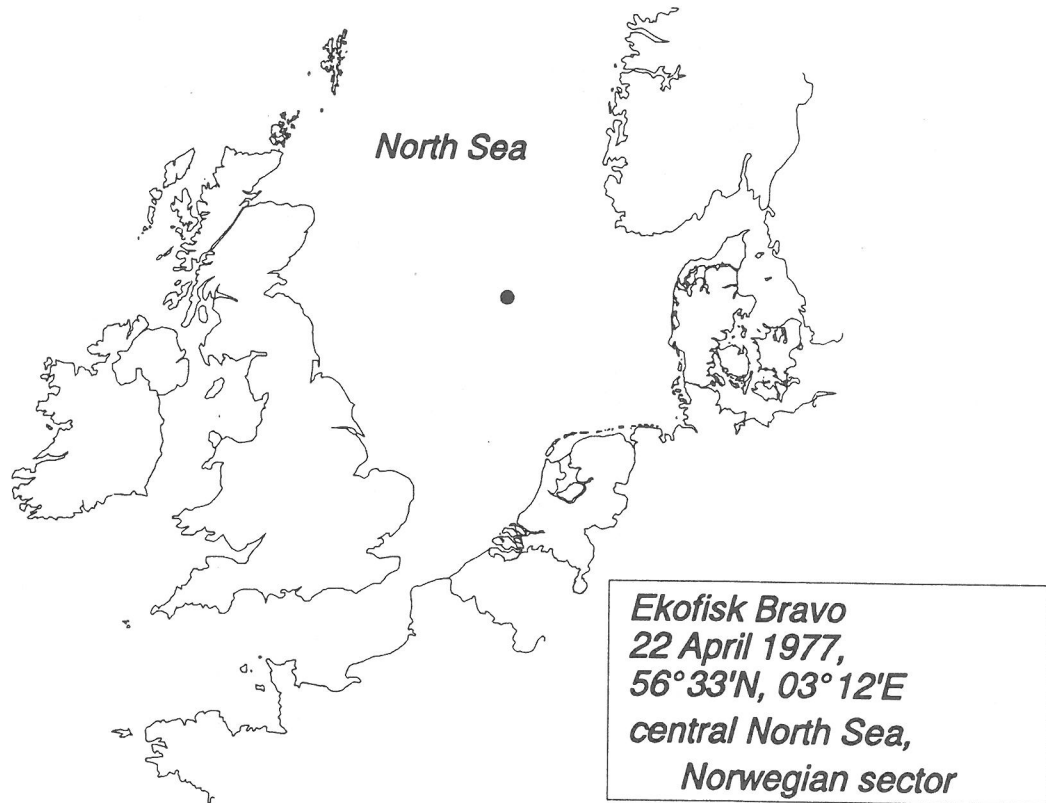 North Sea
Ekofisk Bravo
22 April 1977,
56°33'N, 03°12'E
central North Sea,
Norwegian sector